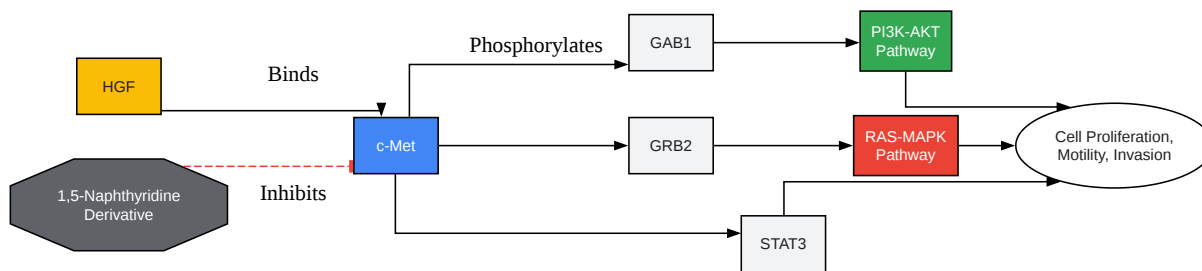 HGF
Binds
1,5-Naphthyridine
Derivative
Inhibits
c-Met
Phosphorylates
GAB1
GRB2
STAT3
PI3K-AKT
Pathway
RAS-MAPK
Pathway
Cell Proliferation,
Motility, Invasion